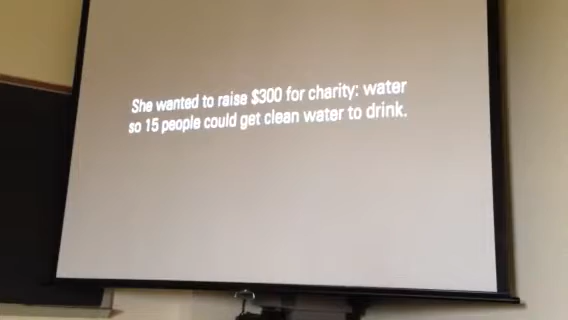 She wanted to raise $300 for charity: water
so 15 people could get clean water to drink.